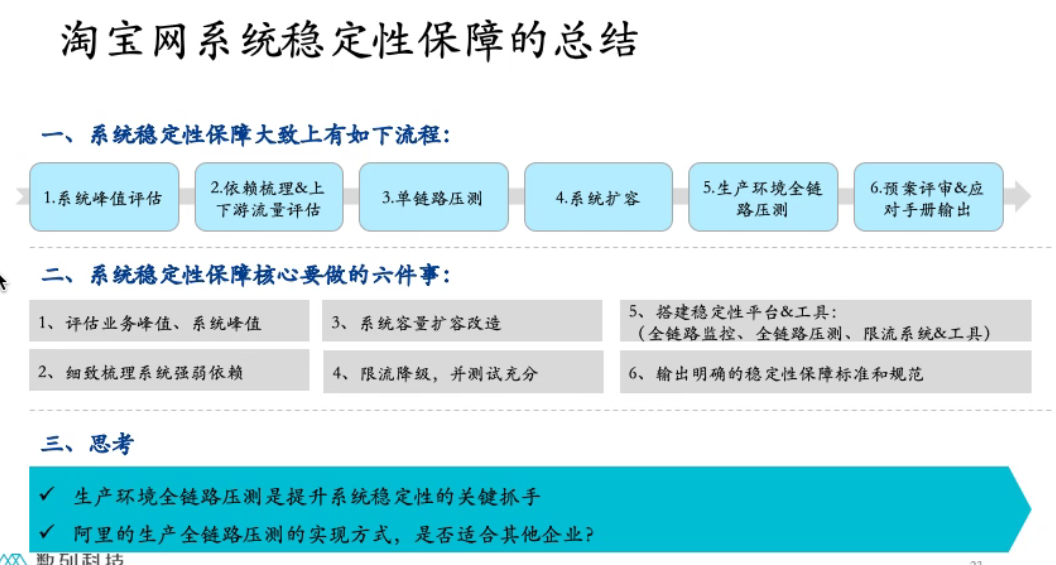 淘宝网系统稳定性保障的总结
一、系统稳定性保障大致上有如下流程：
1.系统峰值评估
2.依赖梳理&上
下游流量评估
3.单链路压测
4.系统扩容
5.生产环境全链
路压测
6.预案评审&应
对手册输出
二、系统稳定性保障核心要做的六件事：
1、评估业务峰值、系统峰值
2、细致梳理系统强弱依赖
3、系统容量扩容改造
4、限流降级，并测试充分
5、搭建稳定性平台&工具：
（全链路监控、全链路压测、限流系统&工具）
6、输出明确的稳定性保障标准和规范
三、思考
✓ 生产环境全链路压测是提升系统稳定性的关键抓手
✓ 阿里的生产全链路压测的实现方式，是否适合其他企业？
数列科技